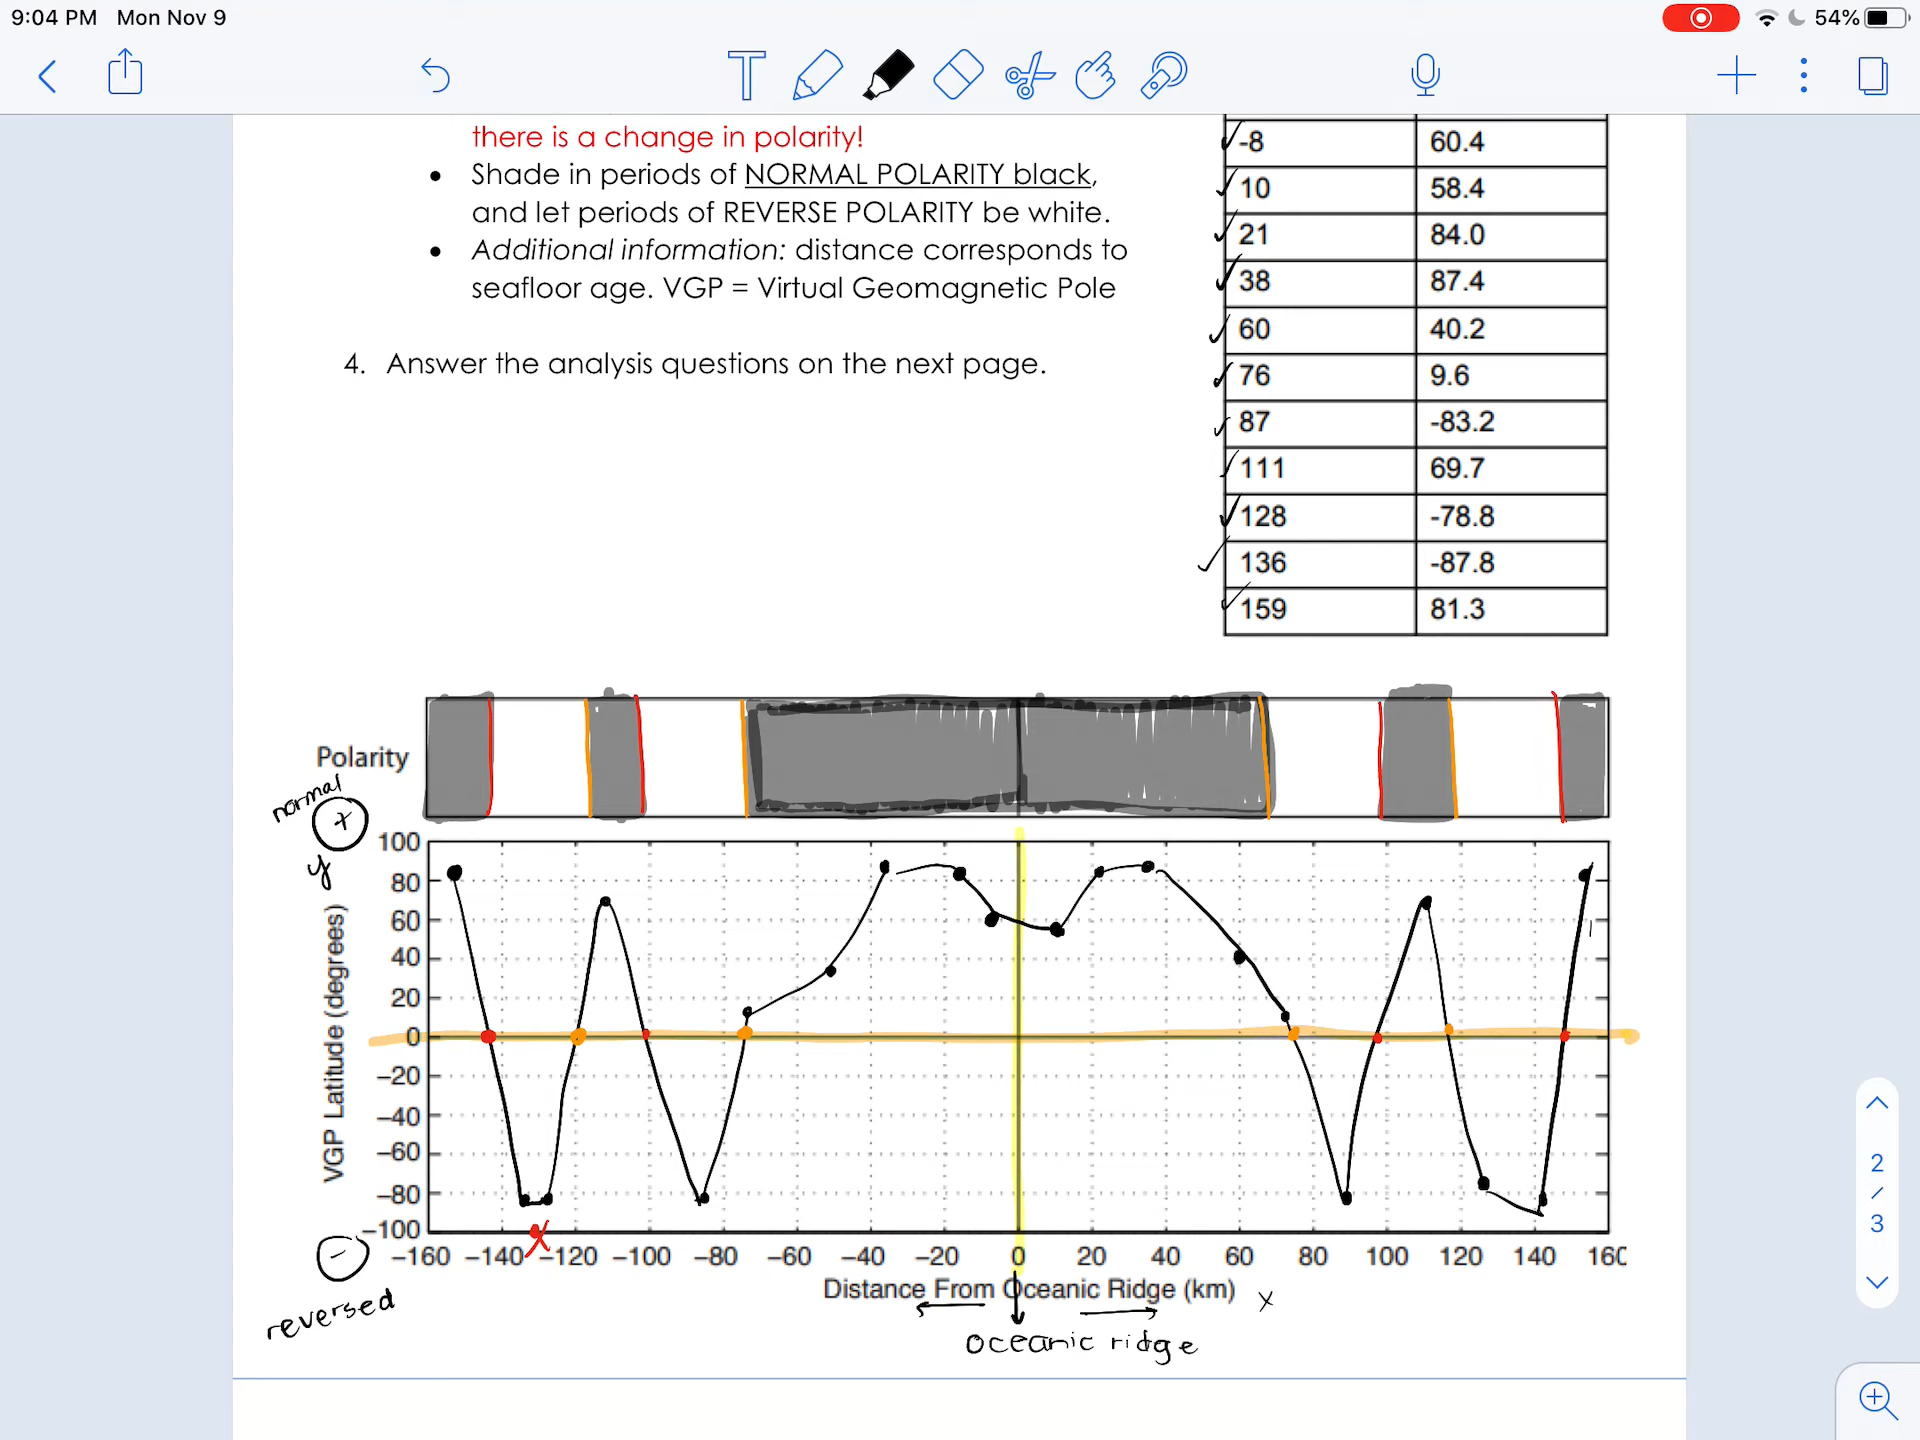 9:04 PM Mon Nov 9
54%
T
there is a change in polarity!
• Shade in periods of NORMAL POLARITY black,
and let periods of REVERSE POLARITY be white.
• Additional information: distance corresponds to
seafloor age. VGP = Virtual Geomagnetic Pole
4. Answer the analysis questions on the next page.
-8 60.4
10 58.4
21 84.0
38 87.4
60 40.2
76 9.6
87 -83.2
111 69.7
128 -78.8
136 -87.8
159 81.3
Polarity
normal
+
y
VGP Latitude (degrees)
100
80
60
40
20
0
−20
−40
−60
−80
−100
−
reversed
x
−160 −140 −120 −100 −80 −60 −40 −20 0 20 40 60 80 100 120 140 160
Distance From Oceanic Ridge (km) x
oceanic ridge
2
/
3